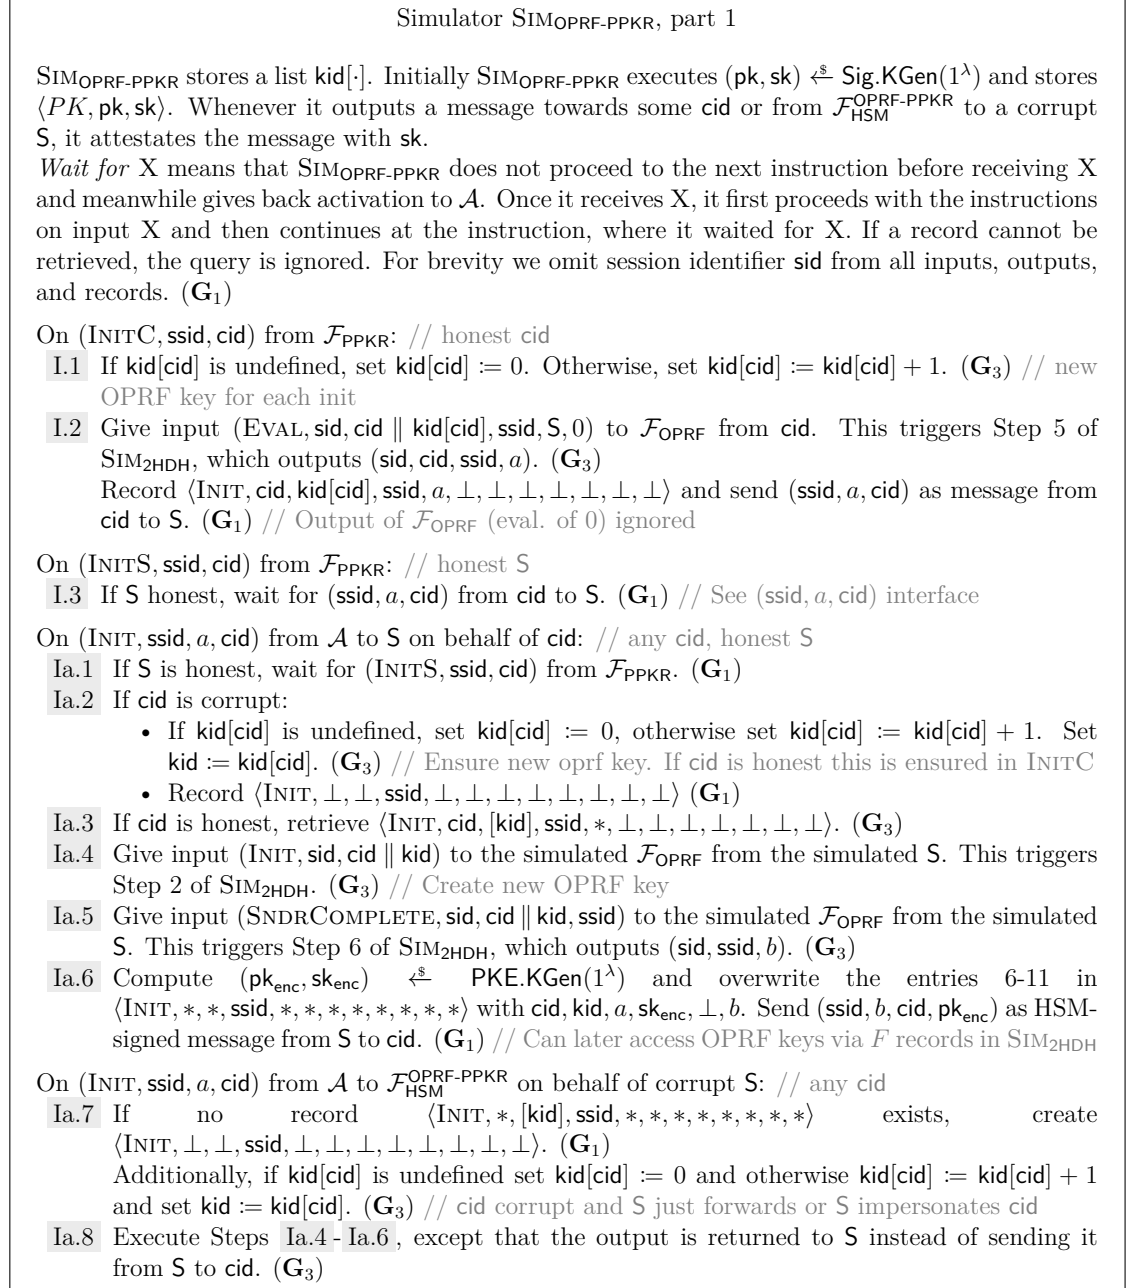 Simulator SIM_OPRF-PPKR, part 1
SIM_OPRF-PPKR stores a list kid[·]. Initially SIM_OPRF-PPKR executes (pk, sk) ←$ Sig.KGen(1^λ) and stores
⟨PK, pk, sk⟩. Whenever it outputs a message towards some cid or from F_HSM^OPRF-PPKR to a corrupt
S, it attestates the message with sk.
Wait for X means that SIM_OPRF-PPKR does not proceed to the next instruction before receiving X
and meanwhile gives back activation to A. Once it receives X, it first proceeds with the instructions
on input X and then continues at the instruction, where it waited for X. If a record cannot be
retrieved, the query is ignored. For brevity we omit session identifier sid from all inputs, outputs,
and records. (G_1)
On (INITC, ssid, cid) from F_PPKR: // honest cid
I.1 If kid[cid] is undefined, set kid[cid] := 0. Otherwise, set kid[cid] := kid[cid] + 1. (G_3) // new
OPRF key for each init
I.2 Give input (EVAL, sid, cid ∥ kid[cid], ssid, S, 0) to F_OPRF from cid. This triggers Step 5 of
SIM_2HDH, which outputs (sid, cid, ssid, a). (G_3)
Record ⟨INIT, cid, kid[cid], ssid, a, ⊥, ⊥, ⊥, ⊥, ⊥, ⊥, ⊥⟩ and send (ssid, a, cid) as message from
cid to S. (G_1) // Output of F_OPRF (eval. of 0) ignored
On (INITS, ssid, cid) from F_PPKR: // honest S
I.3 If S honest, wait for (ssid, a, cid) from cid to S. (G_1) // See (ssid, a, cid) interface
On (INIT, ssid, a, cid) from A to S on behalf of cid: // any cid, honest S
Ia.1 If S is honest, wait for (INITS, ssid, cid) from F_PPKR. (G_1)
Ia.2 If cid is corrupt:
• If kid[cid] is undefined, set kid[cid] := 0, otherwise set kid[cid] := kid[cid] + 1. Set
kid := kid[cid]. (G_3) // Ensure new oprf key. If cid is honest this is ensured in INITC
• Record ⟨INIT, ⊥, ⊥, ssid, ⊥, ⊥, ⊥, ⊥, ⊥, ⊥, ⊥, ⊥⟩ (G_1)
Ia.3 If cid is honest, retrieve ⟨INIT, cid, [kid], ssid, *, ⊥, ⊥, ⊥, ⊥, ⊥, ⊥, ⊥⟩. (G_3)
Ia.4 Give input (INIT, sid, cid ∥ kid) to the simulated F_OPRF from the simulated S. This triggers
Step 2 of SIM_2HDH. (G_3) // Create new OPRF key
Ia.5 Give input (SNDRCOMPLETE, sid, cid ∥ kid, ssid) to the simulated F_OPRF from the simulated
S. This triggers Step 6 of SIM_2HDH, which outputs (sid, ssid, b). (G_3)
Ia.6 Compute (pk_enc, sk_enc) ←$ PKE.KGen(1^λ) and overwrite the entries 6-11 in
⟨INIT, *, *, ssid, *, *, *, *, *, *, *, *⟩ with cid, kid, a, sk_enc, ⊥, b. Send (ssid, b, cid, pk_enc) as HSM-
signed message from S to cid. (G_1) // Can later access OPRF keys via F records in SIM_2HDH
On (INIT, ssid, a, cid) from A to F_HSM^OPRF-PPKR on behalf of corrupt S: // any cid
Ia.7 If no record ⟨INIT, *, [kid], ssid, *, *, *, *, *, *, *, *⟩ exists, create
⟨INIT, ⊥, ⊥, ssid, ⊥, ⊥, ⊥, ⊥, ⊥, ⊥, ⊥, ⊥⟩. (G_1)
Additionally, if kid[cid] is undefined set kid[cid] := 0 and otherwise kid[cid] := kid[cid] + 1
and set kid := kid[cid]. (G_3) // cid corrupt and S just forwards or S impersonates cid
Ia.8 Execute Steps Ia.4 - Ia.6, except that the output is returned to S instead of sending it
from S to cid. (G_3)